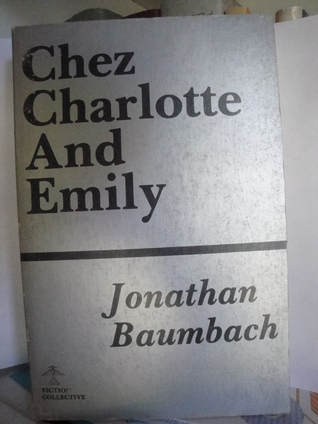 Chez
Charlotte
And
Emily
Jonathan
Baumbach
FICTION
COLLECTIVE